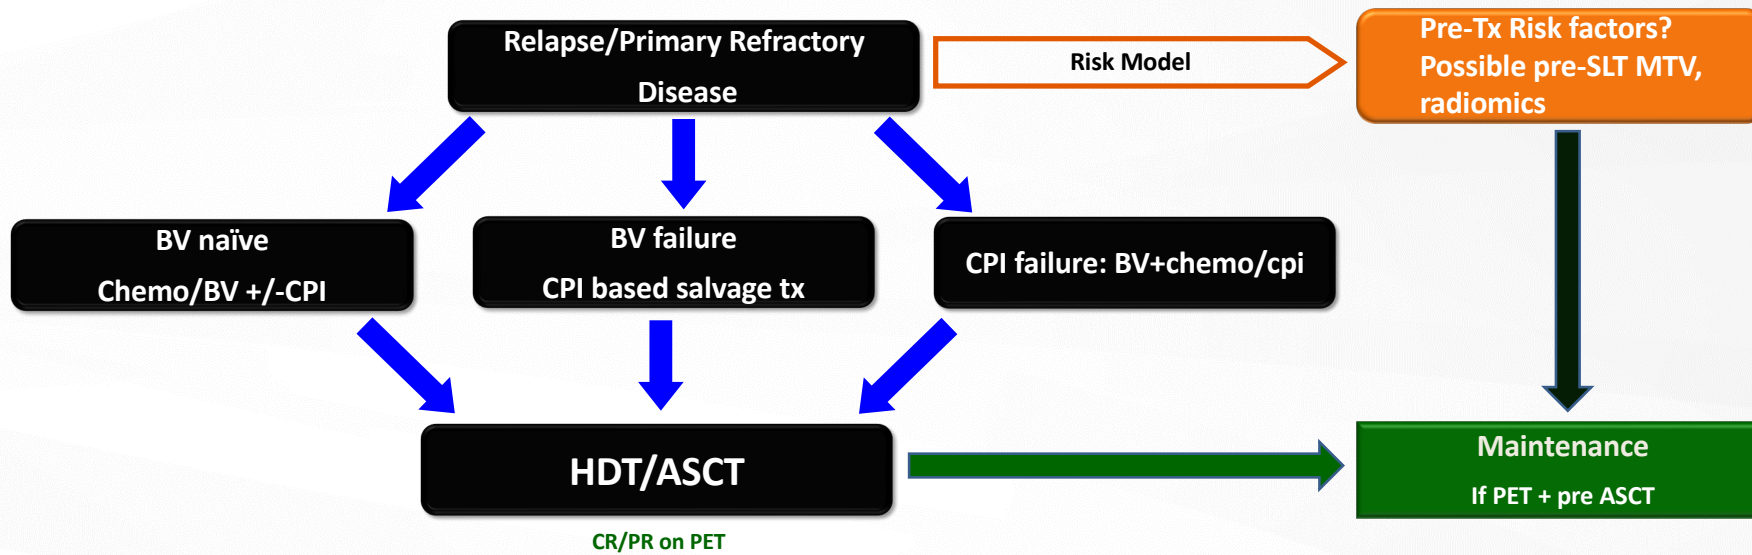 Relapse/Primary Refractory
Disease
Risk Model
Pre-Tx Risk factors?
Possible pre-SLT MTV,
radiomics
BV naïve
Chemo/BV +/-CPI
BV failure
CPI based salvage tx
CPI failure: BV+chemo/cpi
HDT/ASCT
CR/PR on PET
Maintenance
If PET + pre ASCT